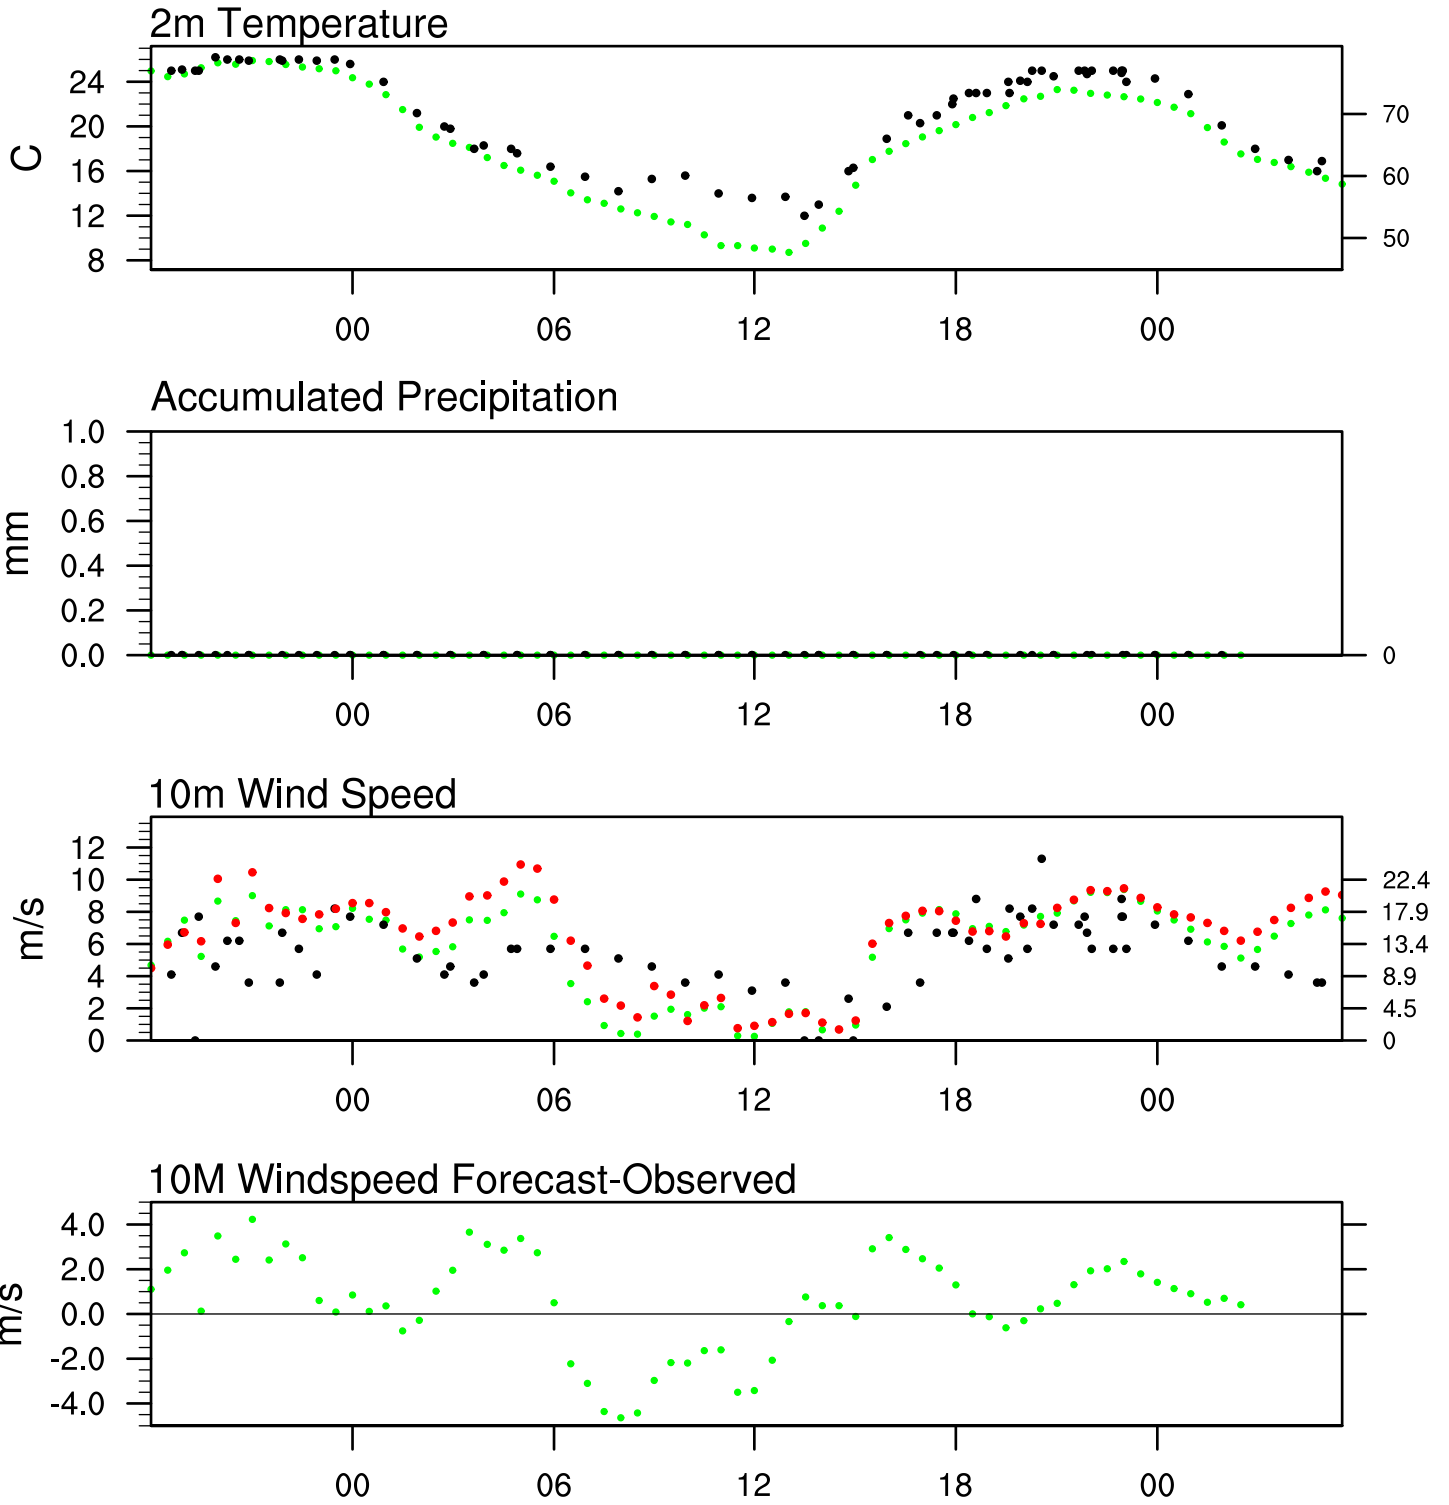 2m Temperature
24
20
16
12
8
C
70
60
50
00 06 12 18 00
Accumulated Precipitation
1.0
0.8
0.6
0.4
0.2
0.0
mm
0
00 06 12 18 00
10m Wind Speed
12
10
8
6
4
2
0
m/s
22.4
17.9
13.4
8.9
4.5
0
00 06 12 18 00
10M Windspeed Forecast-Observed
4.0
2.0
0.0
-2.0
-4.0
m/s
00 06 12 18 00